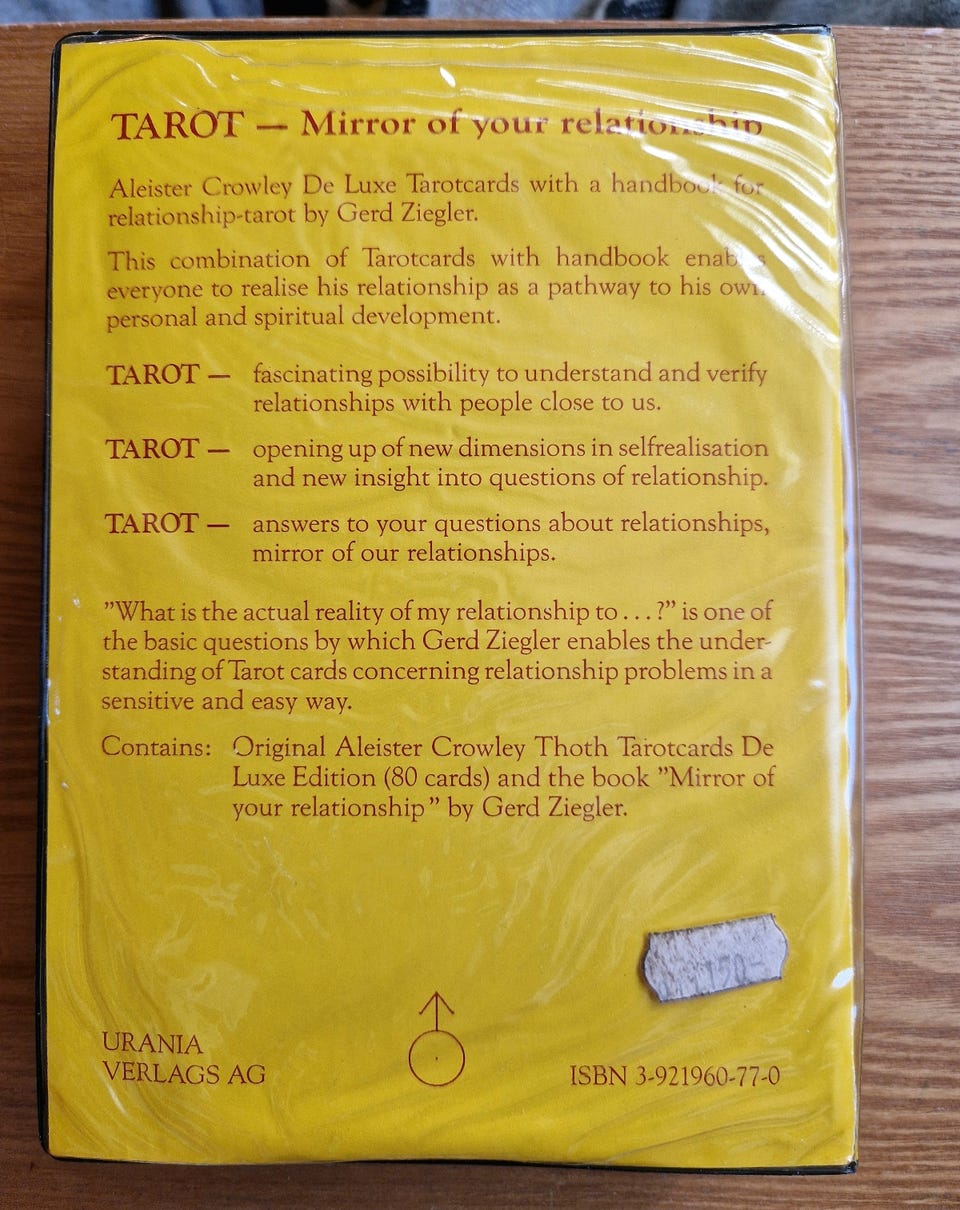 TAROT — Mirror of your relationship
Aleister Crowley De Luxe Tarotcards with a handbook for
relationship-tarot by Gerd Ziegler.
This combination of Tarotcards with handbook enables
everyone to realise his relationship as a pathway to his own
personal and spiritual development.
TAROT — fascinating possibility to understand and verify
relationships with people close to us.
TAROT — opening up of new dimensions in selfrealisation
and new insight into questions of relationship.
TAROT — answers to your questions about relationships,
mirror of our relationships.
”What is the actual reality of my relationship to . . . ?” is one of
the basic questions by which Gerd Ziegler enables the under-
standing of Tarot cards concerning relationship problems in a
sensitive and easy way.
Contains: Original Aleister Crowley Thoth Tarotcards De
Luxe Edition (80 cards) and the book ”Mirror of
your relationship” by Gerd Ziegler.
URANIA
VERLAGS AG
ISBN 3-921960-77-0